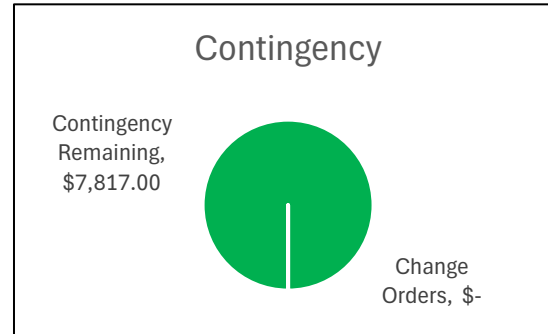 Contingency
Contingency
Remaining,
$7,817.00
Change
Orders, $-